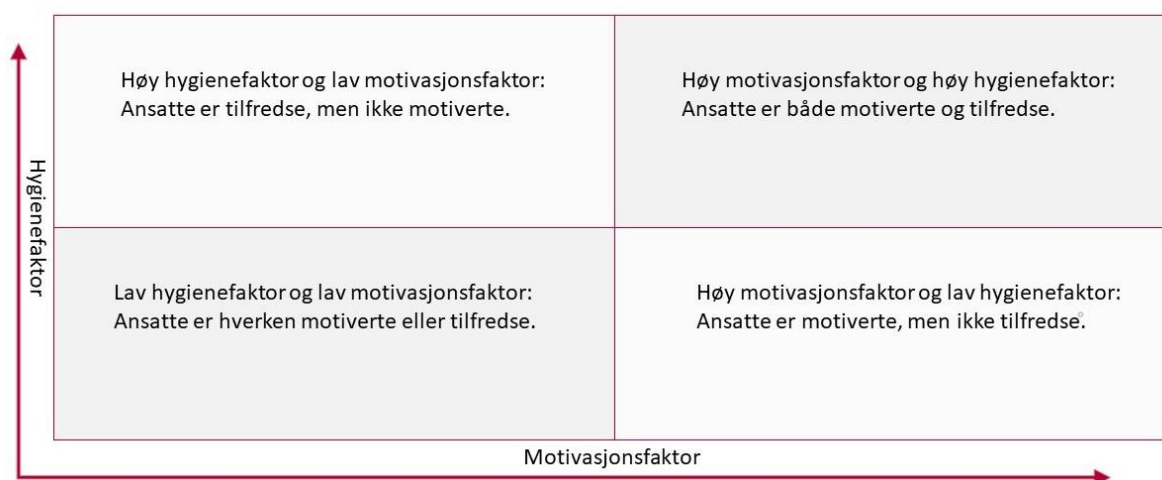 Høy hygienefaktor og lav motivasjonsfaktor:
Ansatte er tilfredse, men ikke motiverte.
Høy motivasjonsfaktor og høy hygienefaktor:
Ansatte er både motiverte og tilfredse.
Hygienefaktor
Lav hygienefaktor og lav motivasjonsfaktor:
Ansatte er hverken motiverte eller tilfredse.
Høy motivasjonsfaktor og lav hygienefaktor:
Ansatte er motiverte, men ikke tilfredse.
Motivasjonsfaktor